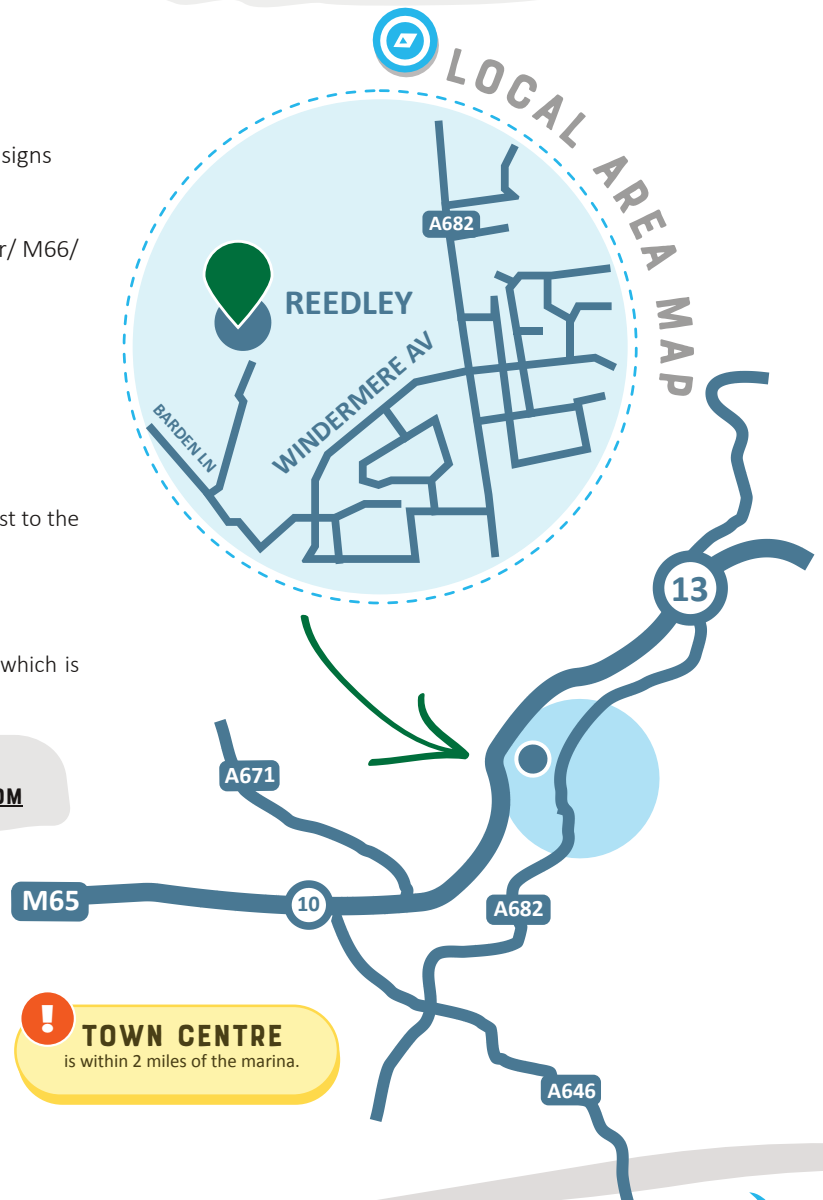 LOCAL AREA MAP
signs
r/ M66/
A682
REEDLEY
WINDERMERE AV
BARDEN LN
st to the
13
which is
A671
OM
M65
10
A682
!
TOWN CENTRE
is within 2 miles of the marina.
A646